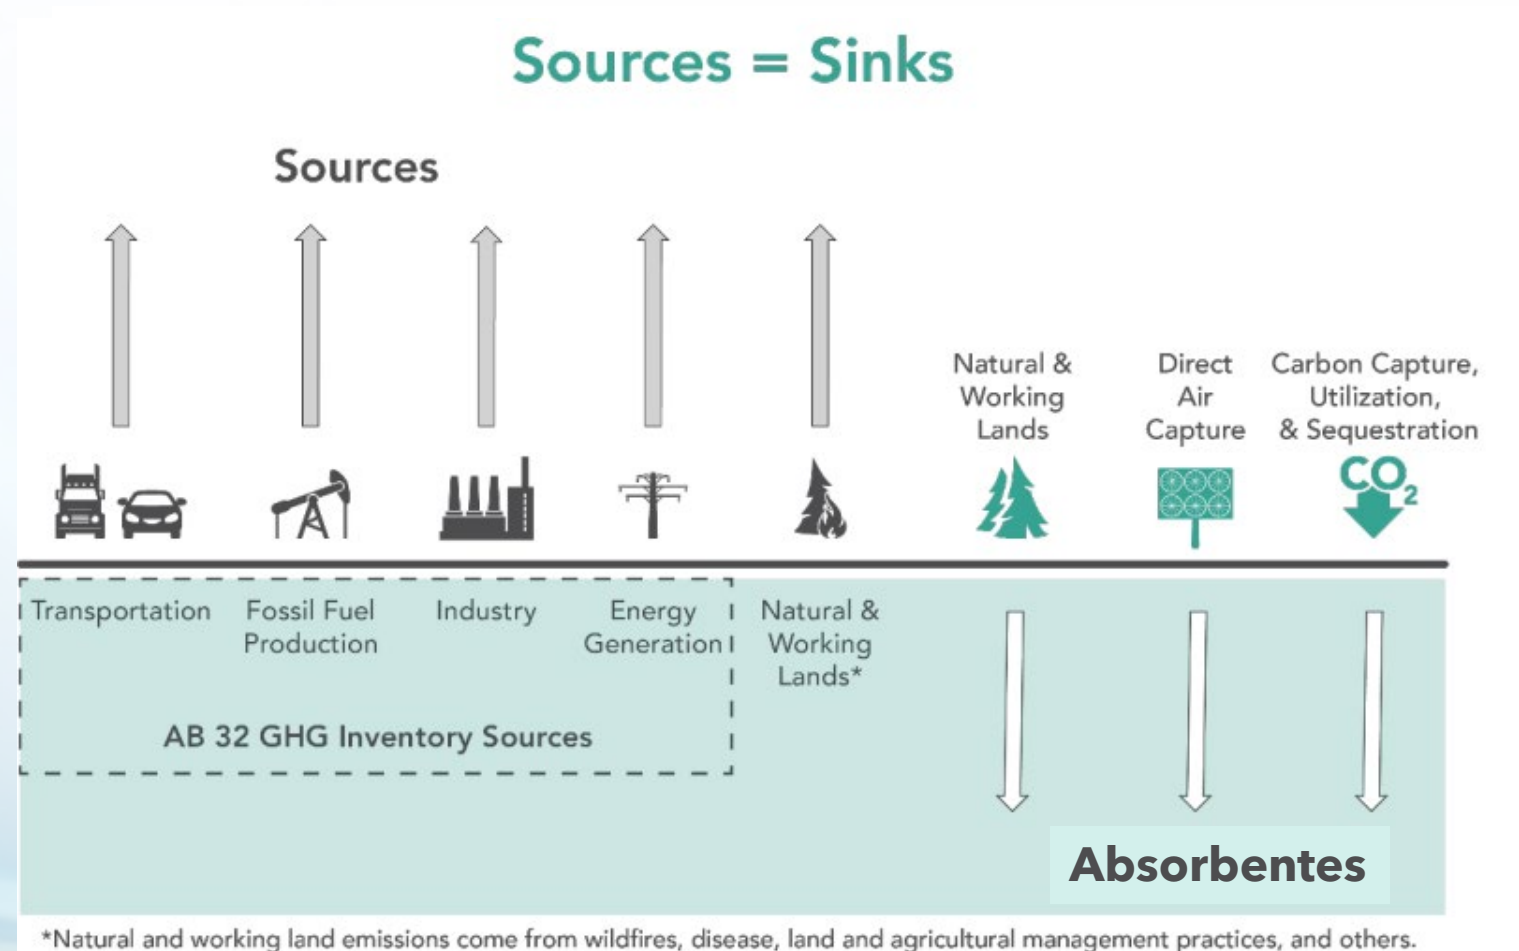 Sources = Sinks
Sources
Natural &
Working
Lands
Direct
Air
Capture
Carbon Capture,
Utilization,
& Sequestration
CO2
Transportation
Fossil Fuel
Production
Industry
Energy
Generation
Natural &
Working
Lands*
AB 32 GHG Inventory Sources
Absorbentes
*Natural and working land emissions come from wildfires, disease, land and agricultural management practices, and others.